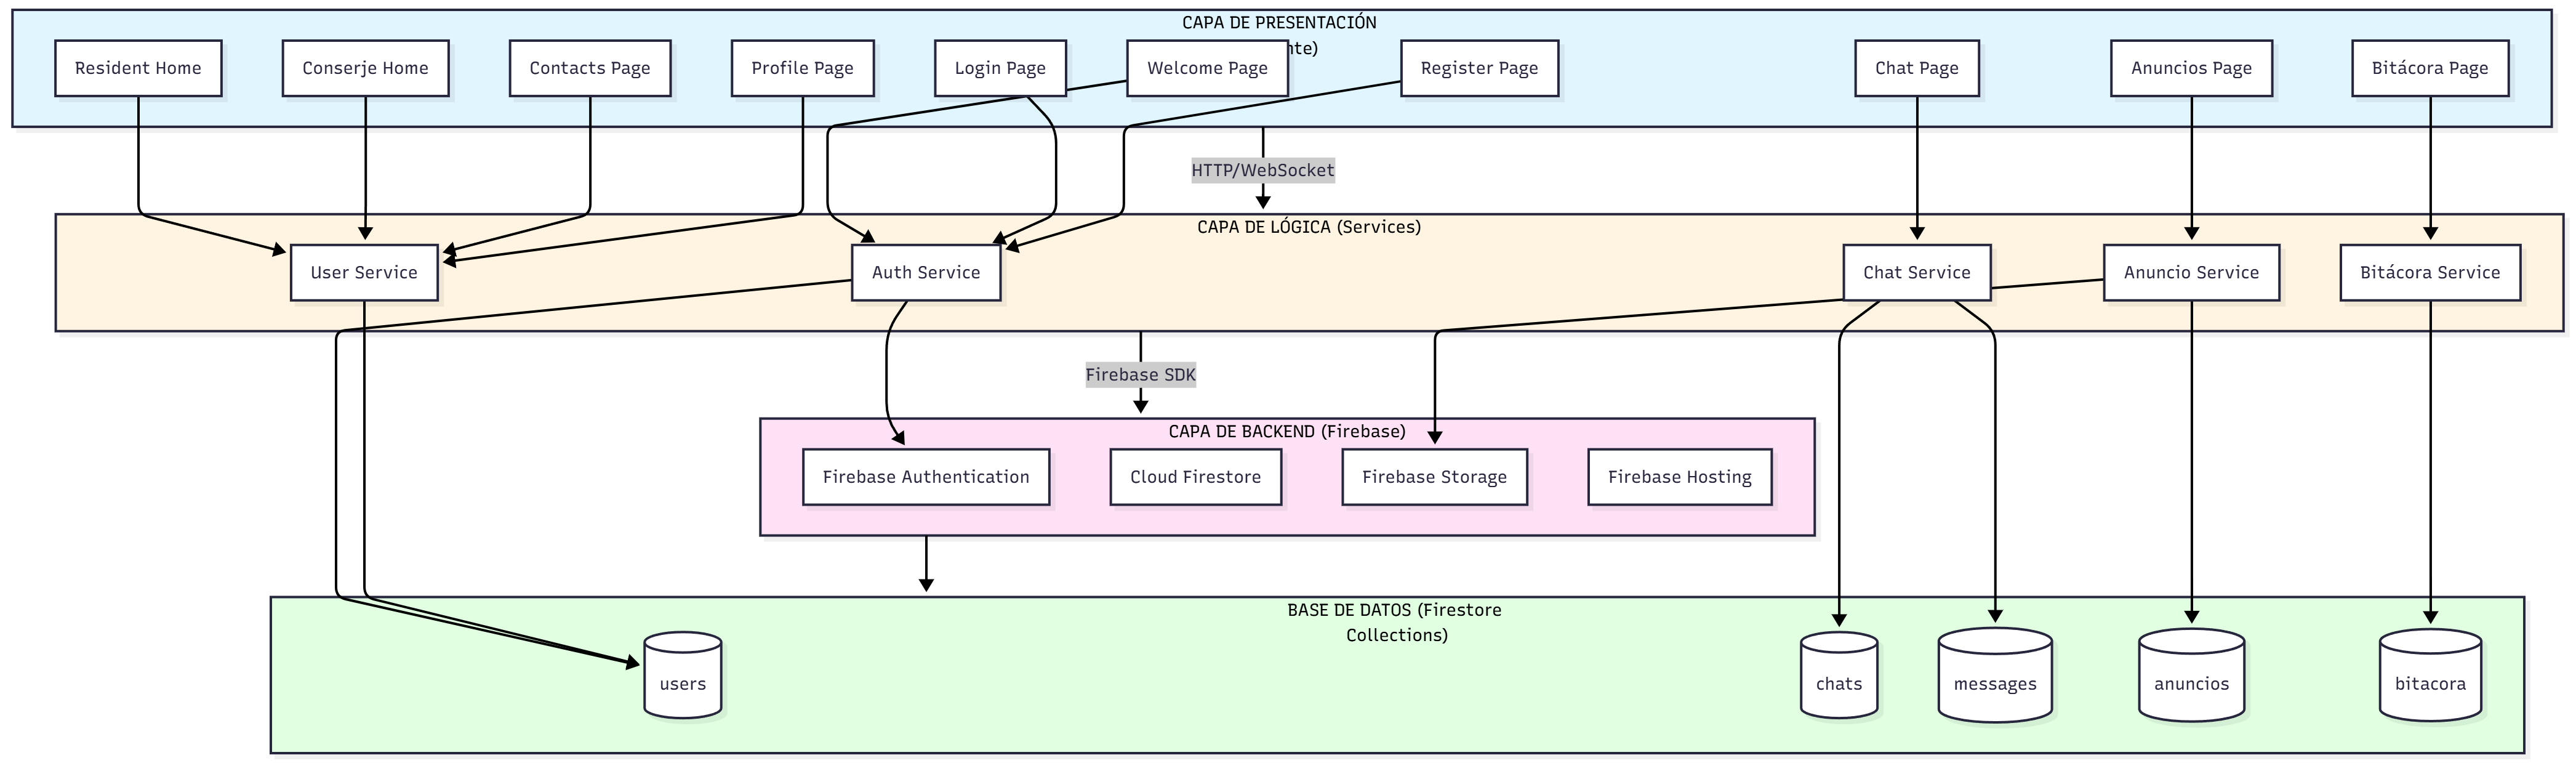 CAPA DE PRESENTACIÓN
nte)
Resident Home
Conserje Home
Contacts Page
Profile Page
Login Page
Welcome Page
Register Page
Chat Page
Anuncios Page
Bitácora Page
HTTP/WebSocket
CAPA DE LÓGICA (Services)
User Service
Auth Service
Chat Service
Anuncio Service
Bitácora Service
Firebase SDK
CAPA DE BACKEND (Firebase)
Firebase Authentication
Cloud Firestore
Firebase Storage
Firebase Hosting
BASE DE DATOS (Firestore
Collections)
users
chats
messages
anuncios
bitacora